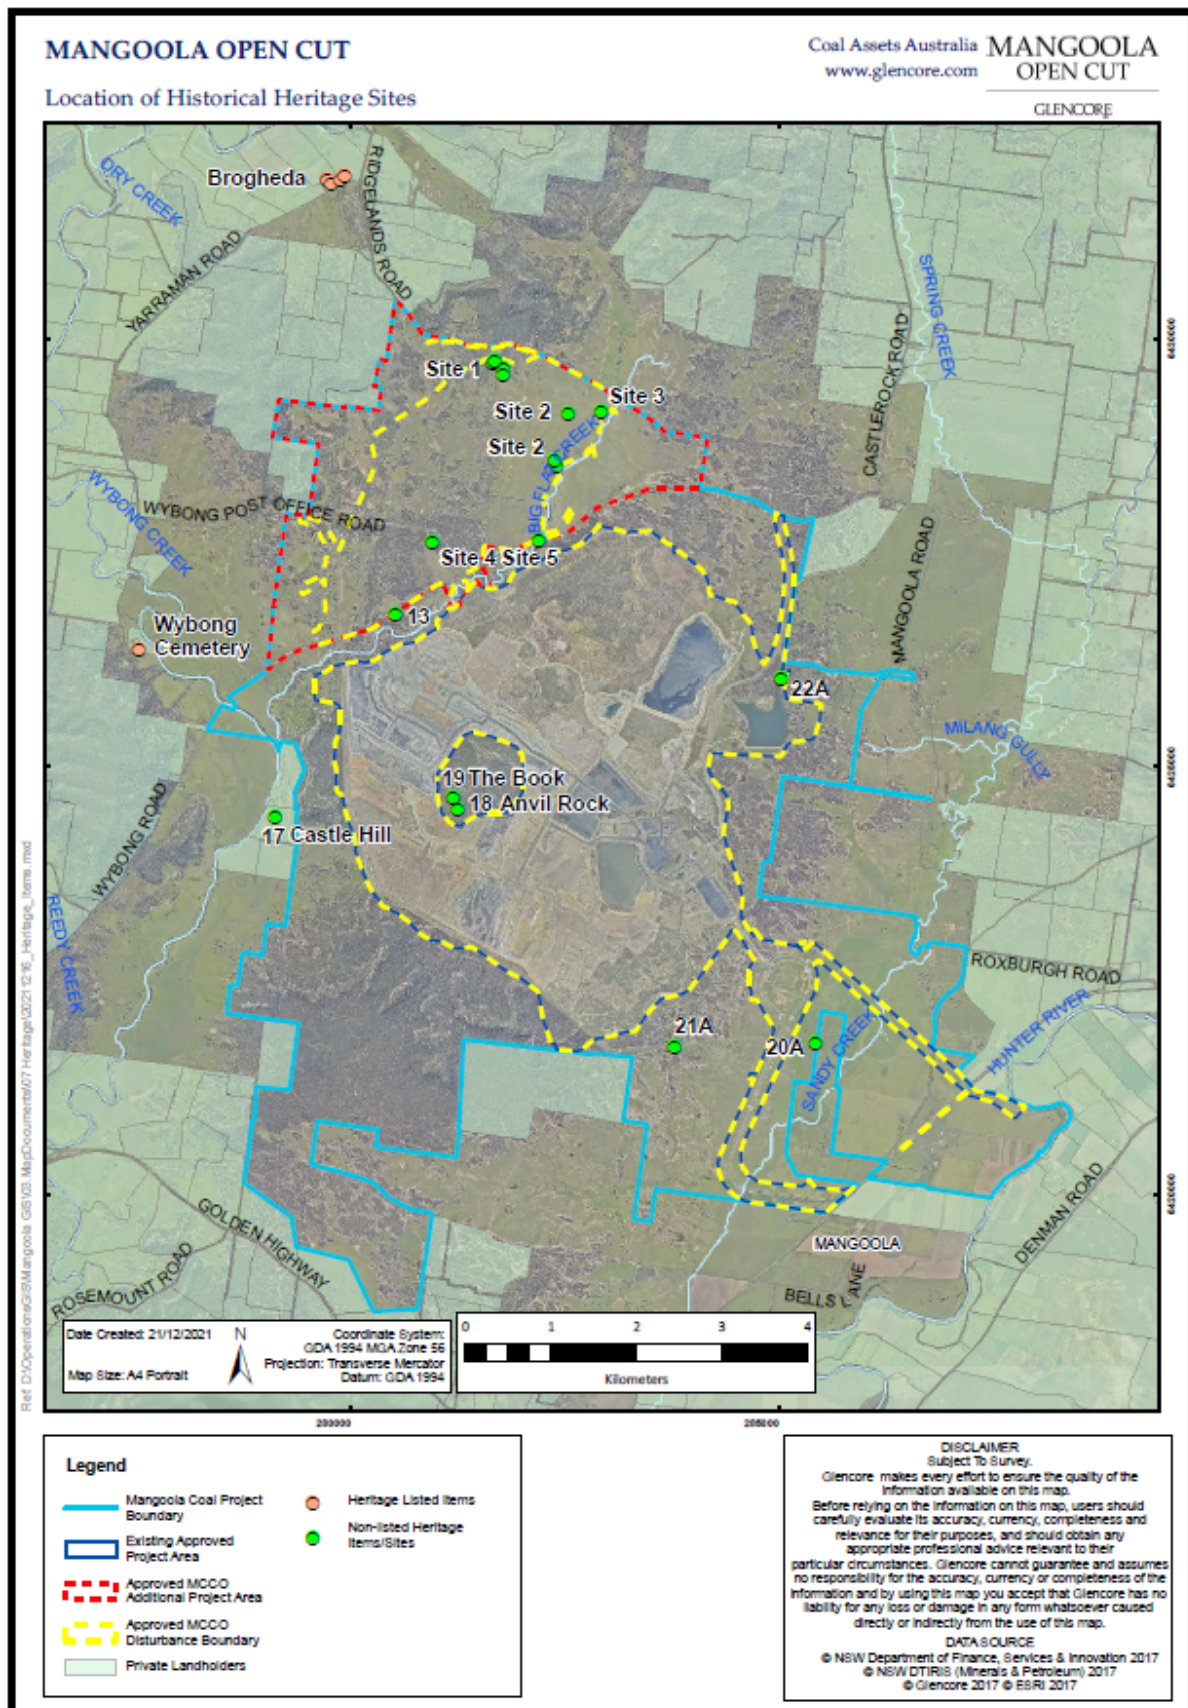 MANGOOLA OPEN CUT
Location of Historical Heritage Sites
Coal Assets Australia
www.glencore.com
MANGOOLA
OPEN CUT
GLENCORE
Brogheda
DRY CREEK
RIDGELANDS ROAD
YARRAMAN ROAD
SPRING CREEK
CASTLEROCK ROAD
6430000
Site 1
Site 2
Site 3
Site 2
BIG FLAT CREEK
WYBONG CREEK
WYBONG POST OFFICE ROAD
Site 4
Site 5
MANGOOLA ROAD
13
Wybong
Cemetery
22A
MILANG GULLY
19 The Book
18 Anvil Rock
6425000
17 Castle Hill
WYBONG ROAD
REEDY CREEK
ROXBURGH ROAD
HUNTER RIVER
21A
20A
SANDY CREEK
6420000
GOLDEN HIGHWAY
ROSEMOUNT ROAD
MANGOOLA
BELLS LANE
DENMAN ROAD
Date Created: 21/12/2021
Map Size: A4 Portrait
N
Coordinate System:
GDA 1994 MGA Zone 56
Projection: Transverse Mercator
Datum: GDA 1994
0 1 2 3 4
Kilometers
280000
285000
Legend
Mangoola Coal Project
Boundary
Existing Approved
Project Area
Approved MCCO
Additional Project Area
Approved MCCO
Disturbance Boundary
Private Landholders
Heritage Listed Items
Non-listed Heritage
Items/Sites
DISCLAIMER
Subject To Survey.
Glencore makes every effort to ensure the quality of the
information available on this map.
Before relying on the information on this map, users should
carefully evaluate its accuracy, currency, completeness and
relevance for their purposes, and should obtain any
appropriate professional advice relevant to their
particular circumstances. Glencore cannot guarantee and assumes
no responsibility for the accuracy, currency or completeness of the
information and by using this map you accept that Glencore has no
liability for any loss or damage in any form whatsoever caused
directly or indirectly from the use of this map.
DATA SOURCE
© NSW Department of Finance, Services & Innovation 2017
© NSW DTIRIS (Minerals & Petroleum) 2017
© Glencore 2017 © ESRI 2017